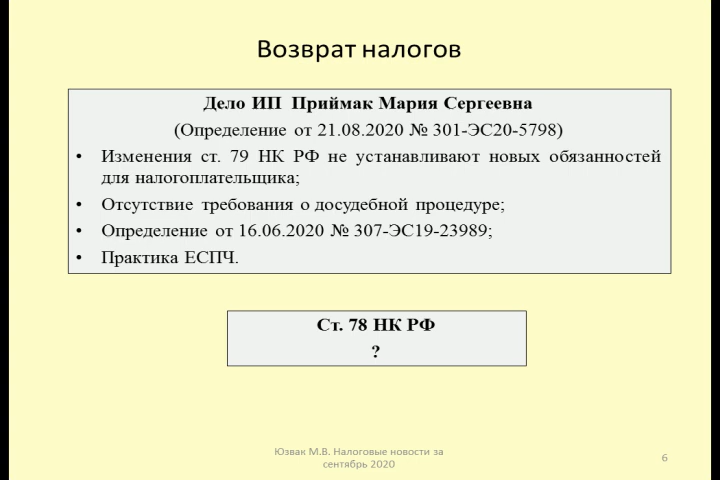 Возврат налогов
Дело ИП Приймак Мария Сергеевна
(Определение от 21.08.2020 № 301-ЭС20-5798)
• Изменения ст. 79 НК РФ не устанавливают новых обязанностей
для налогоплательщика;
• Отсутствие требования о досудебной процедуре;
• Определение от 16.06.2020 № 307-ЭС19-23989;
• Практика ЕСПЧ.
Ст. 78 НК РФ
?
Юзвак М.В. Налоговые новости за
сентябрь 2020
6